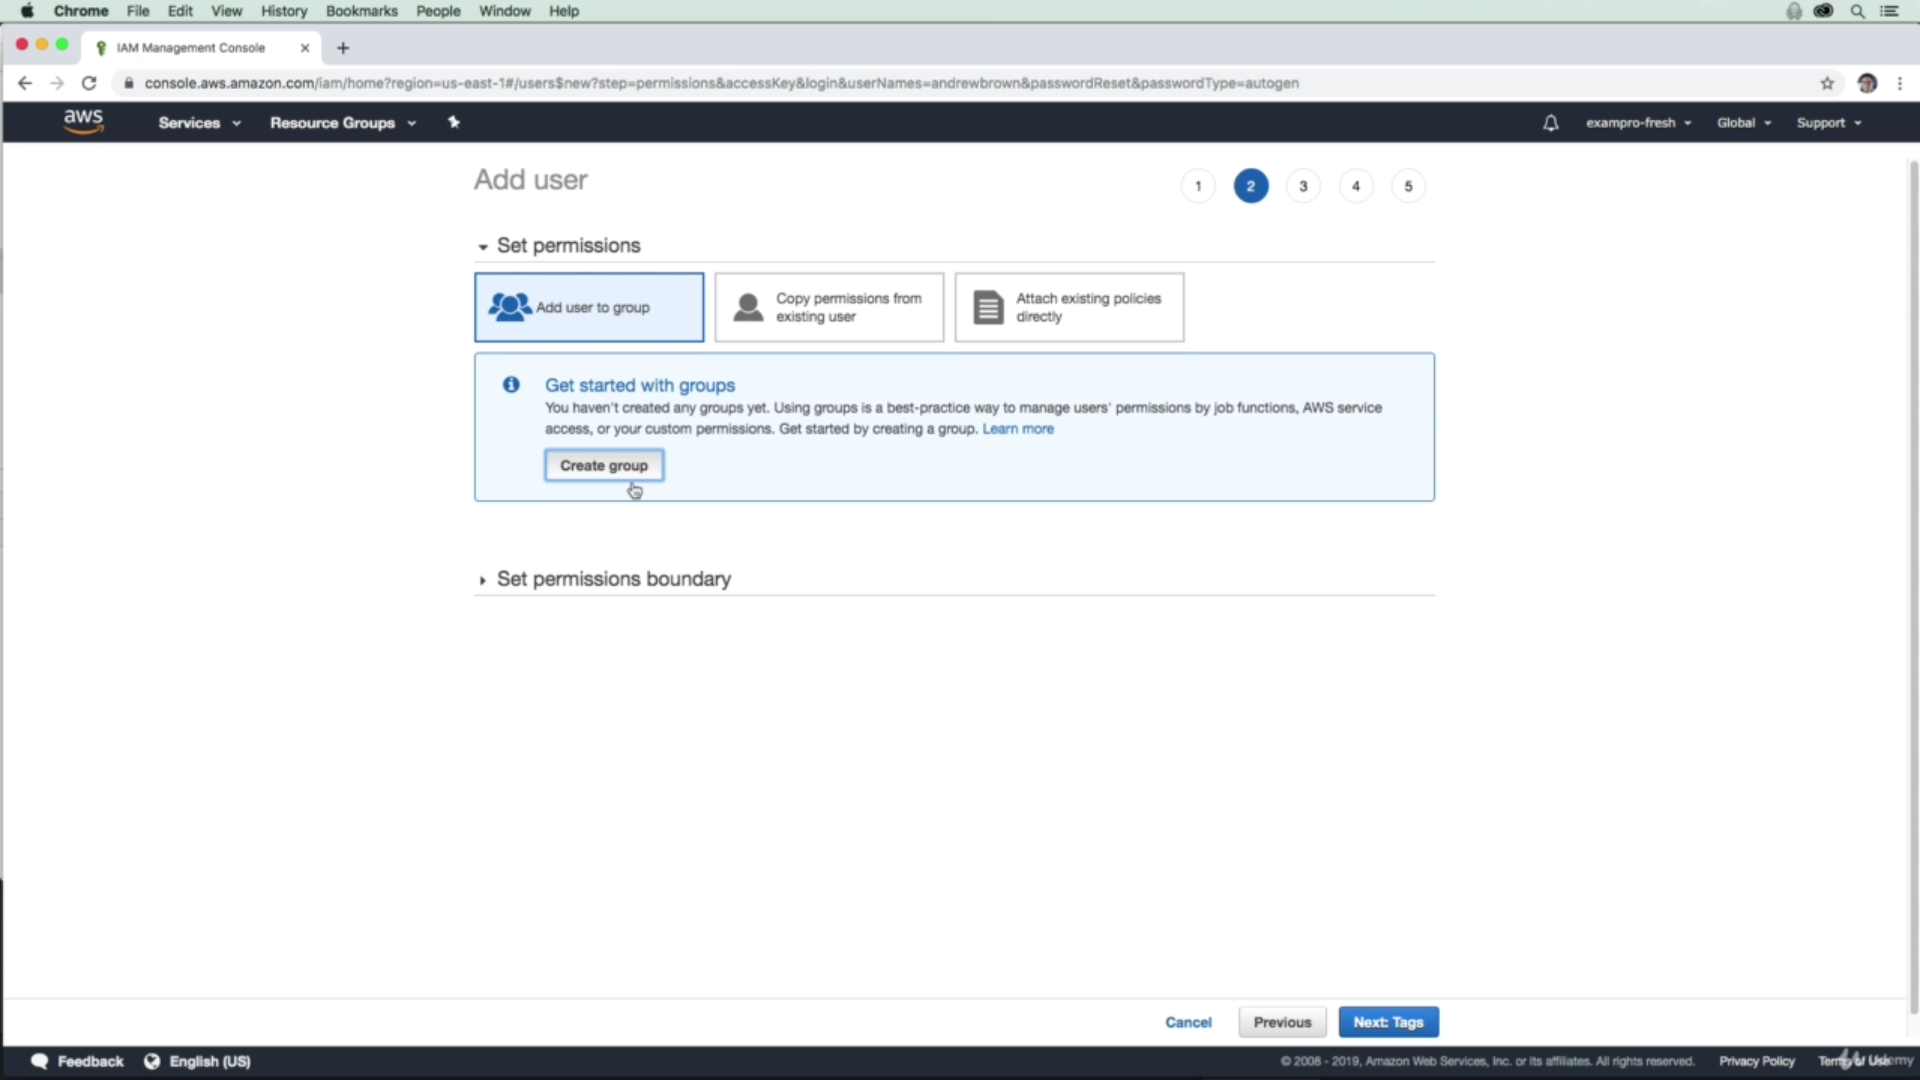 Chrome File Edit View History Bookmarks People Window Help
IAM Management Console
console.aws.amazon.com/iam/home?region=us-east-1#/users$new?step=permissions&accessKey&login&userNames=andrewbrown&passwordReset&passwordType=autogen
aws Services Resource Groups exampro-fresh Global Support
Add user 1 2 3 4 5
Set permissions
Add user to group
Copy permissions from
existing user
Attach existing policies
directly
Get started with groups
You haven't created any groups yet. Using groups is a best-practice way to manage users' permissions by job functions, AWS service
access, or your custom permissions. Get started by creating a group. Learn more
Create group
Set permissions boundary
Cancel Previous Next: Tags
Feedback English (US) © 2008 - 2019, Amazon Web Services, Inc. or its affiliates. All rights reserved. Privacy Policy Terms of Use